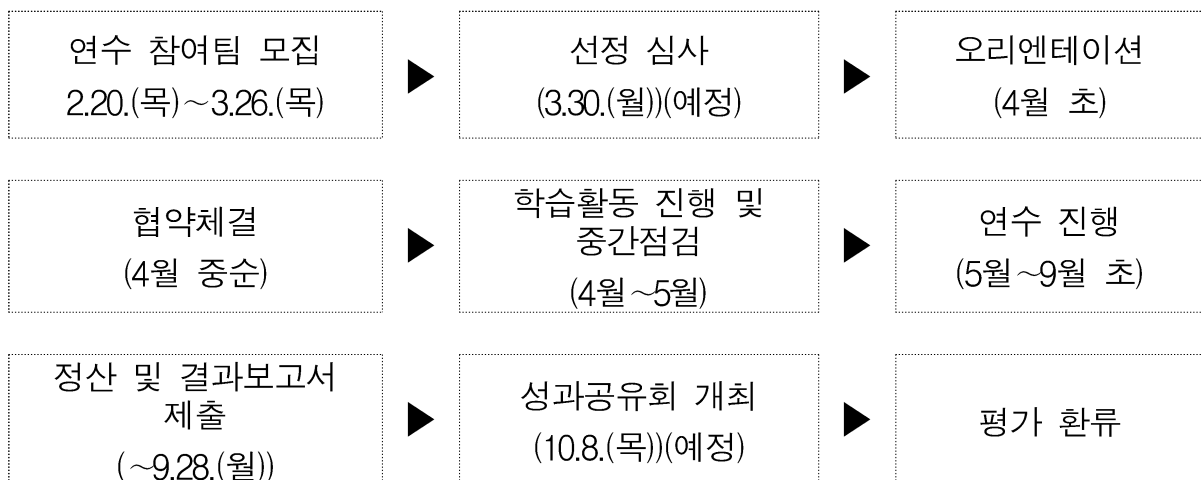 연수 참여팀 모집
2.20.(목)~3.26.(목)
선정 심사
(3.30.(월))(예정)
오리엔테이션
(4월 초)
협약체결
(4월 중순)
학습활동 진행 및
중간점검
(4월~5월)
연수 진행
(5월~9월 초)
정산 및 결과보고서
제출
(~9.28.(월))
성과공유회 개최
(10.8.(목))(예정)
평가 환류